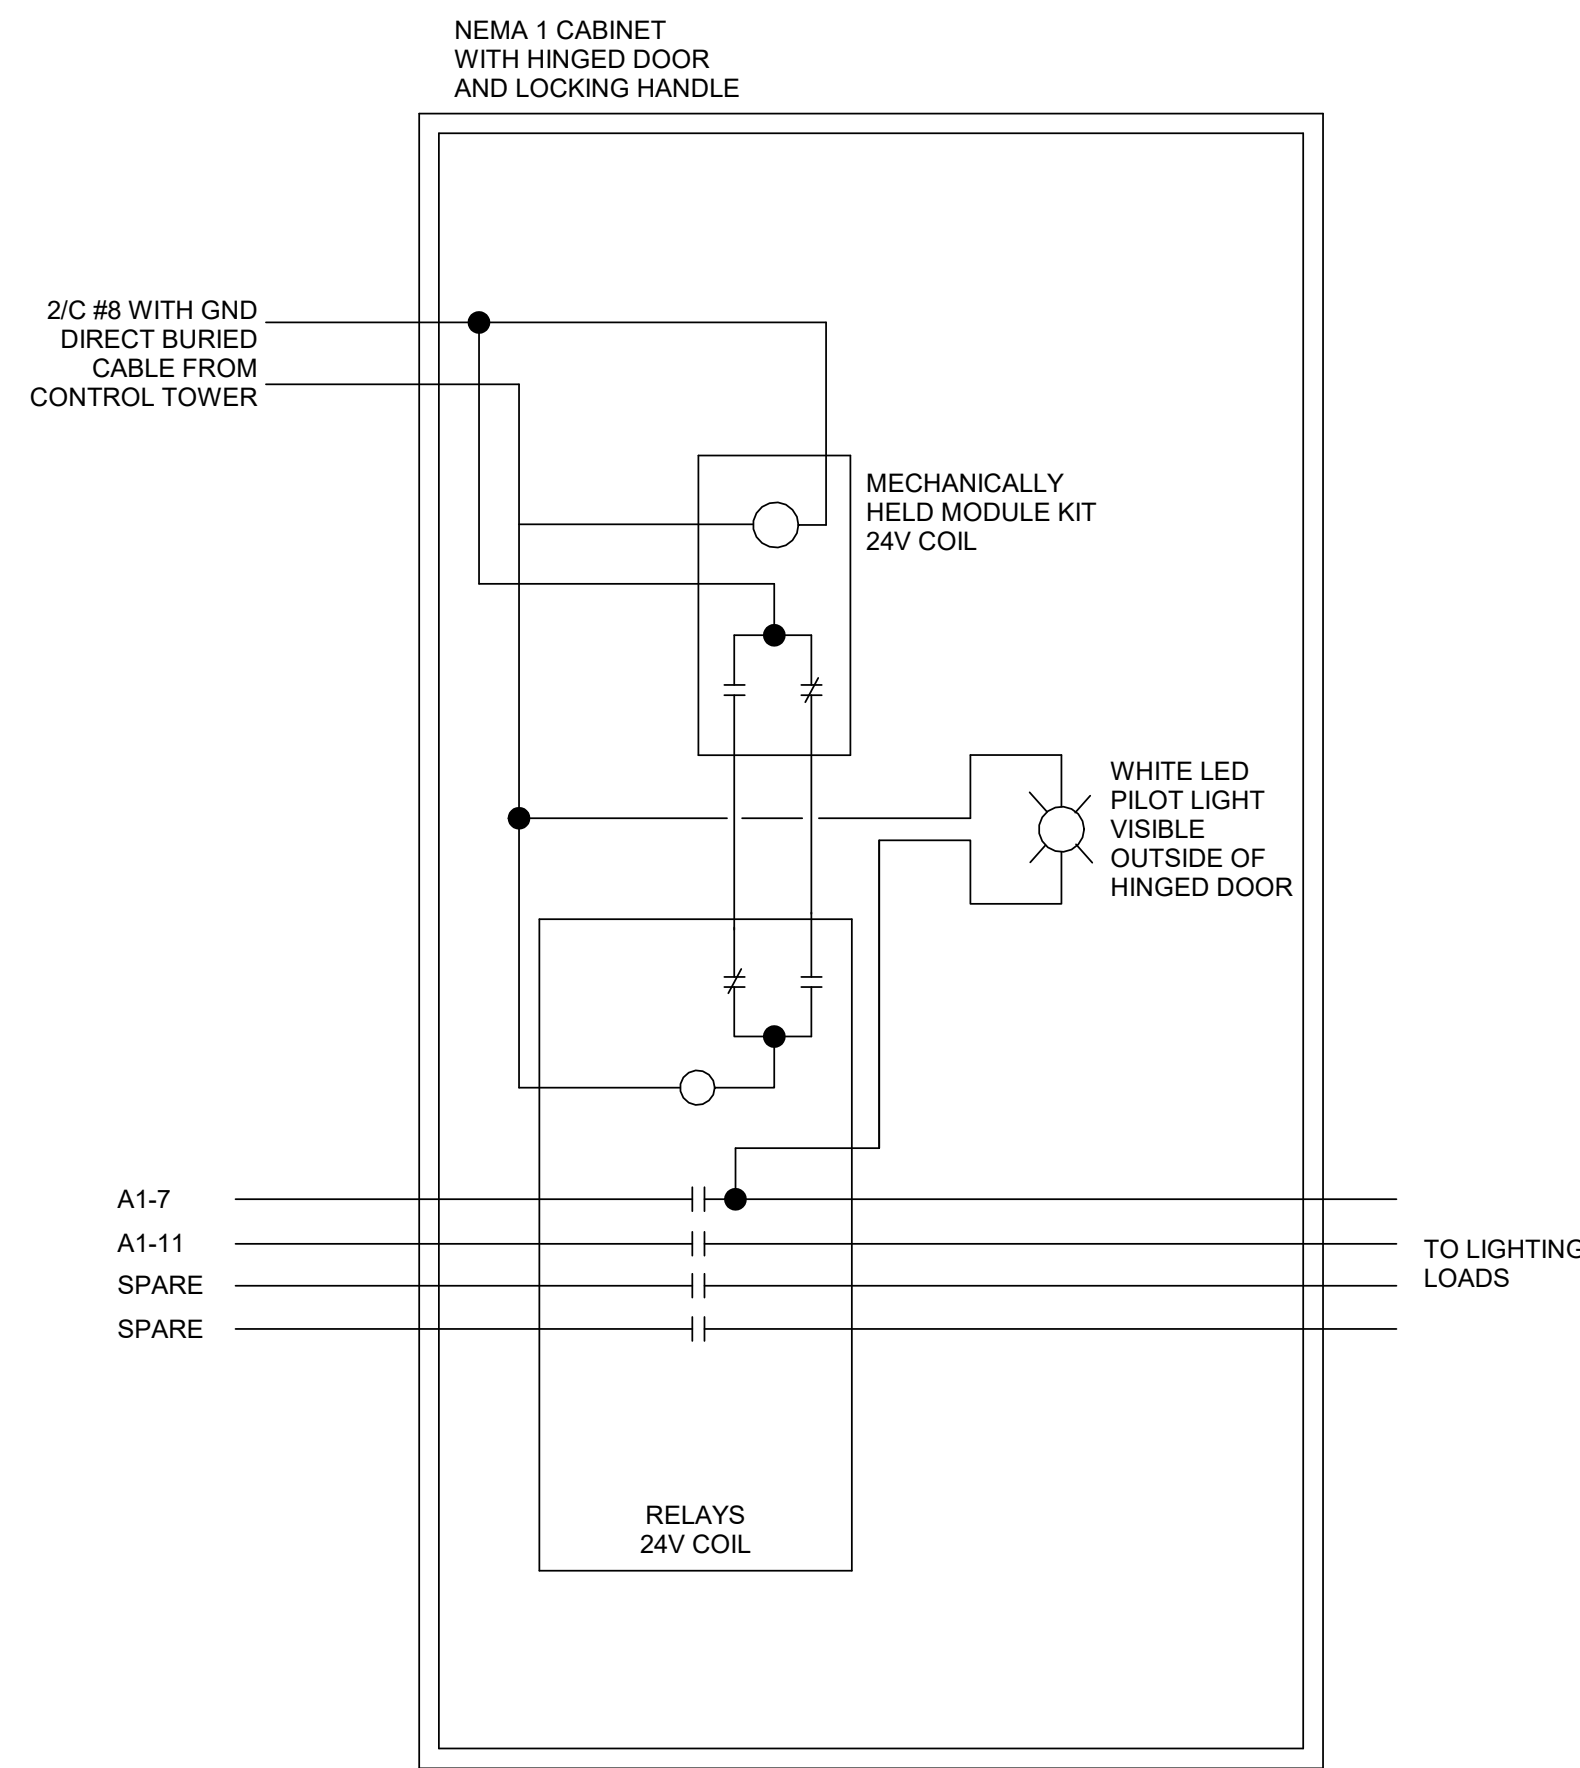 NEMA 1 CABINET
WITH HINGED DOOR
AND LOCKING HANDLE
2/C #8 WITH GND
DIRECT BURIED
CABLE FROM
CONTROL TOWER
MECHANICALLY
HELD MODULE KIT
24V COIL
WHITE LED
PILOT LIGHT
VISIBLE
OUTSIDE OF
HINGED DOOR
A1-7
A1-11
SPARE
SPARE
TO LIGHTING
LOADS
RELAYS
24V COIL